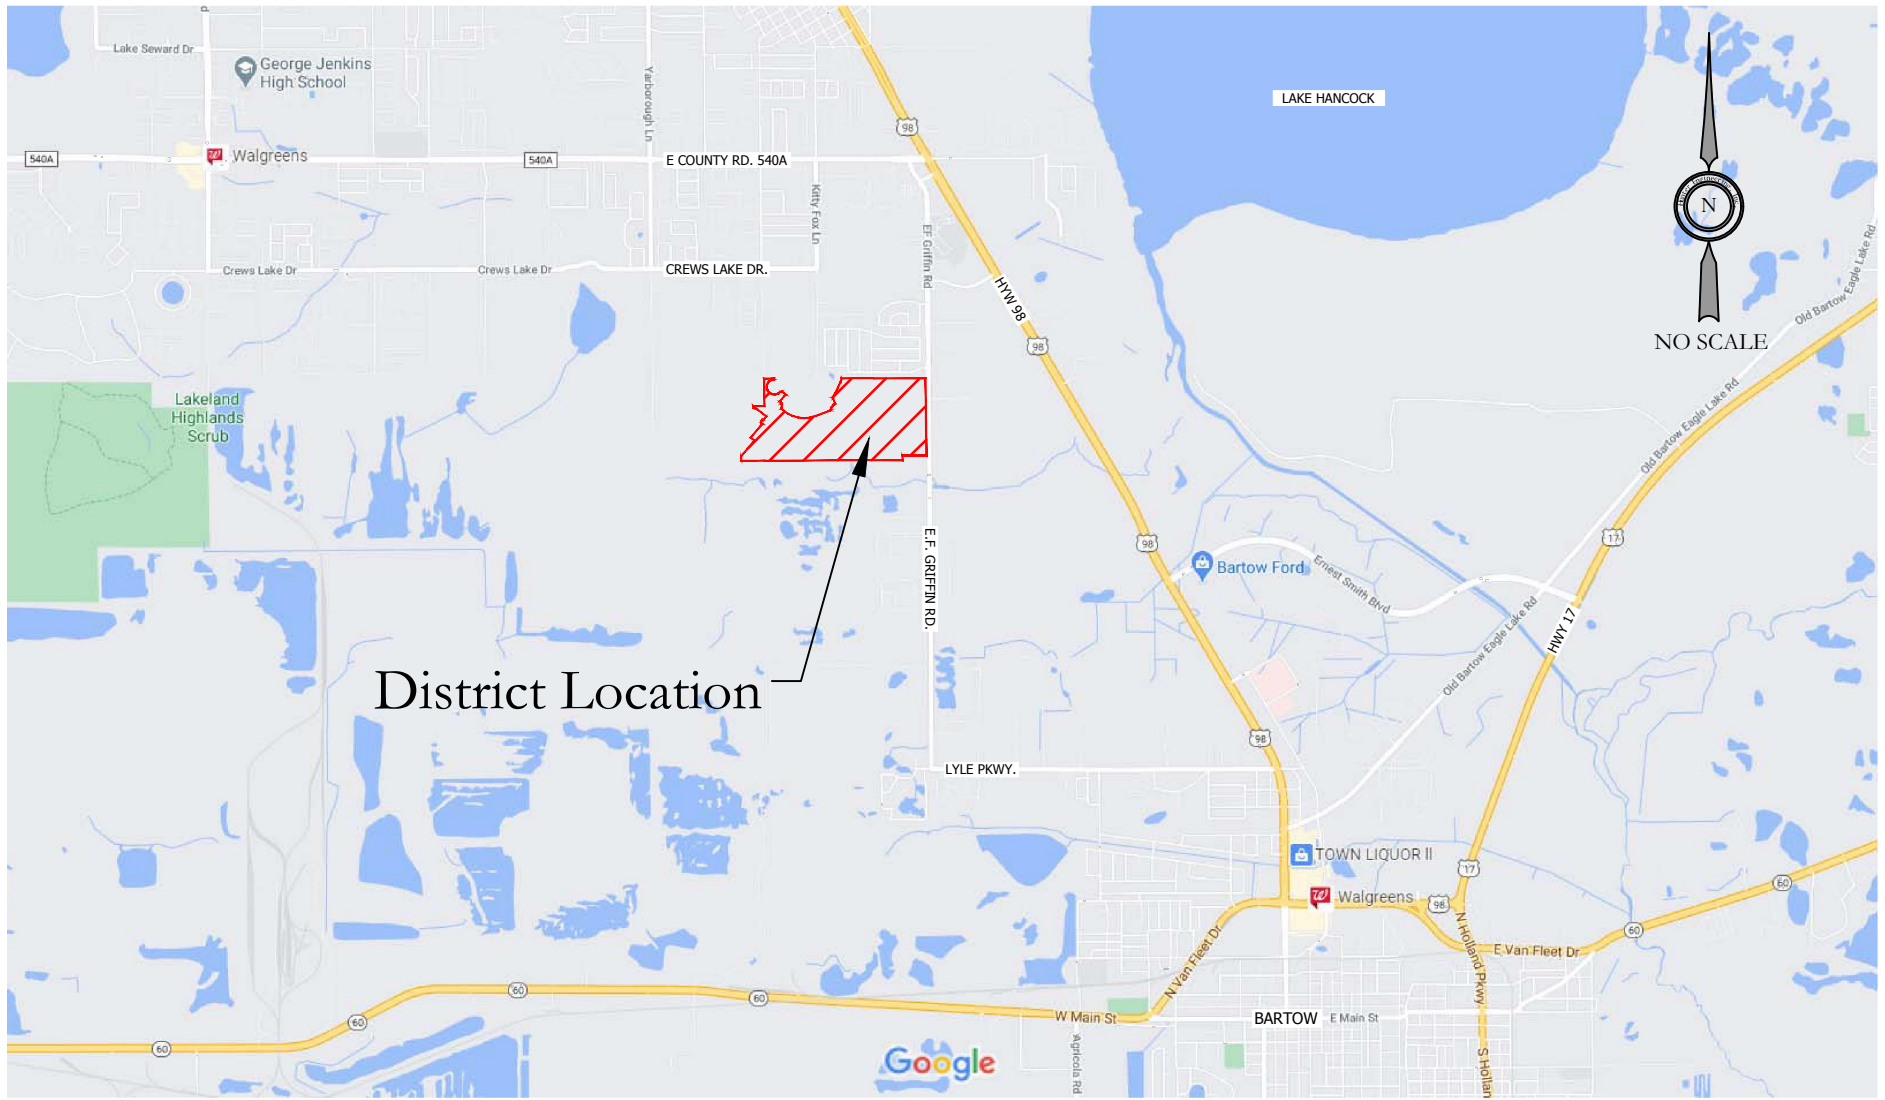 Lake Seward Dr
George Jenkins
High School
Yarborough Ln
98
LAKE HANCOCK
540A
Walgreens
540A
E COUNTY RD. 540A
Kitty Fox Ln
EF Griffin Rd
N
Crews Lake Dr
Crews Lake Dr
CREWS LAKE DR.
HYW 98
98
Old Bartow Eagle Lake Rd
NO SCALE
Lakeland
Highlands
Scrub
Old Bartow Eagle Lake Rd
E.F. GRIFFIN RD.
98
17
Bartow Ford
Ernest Smith Blvd
Old Bartow Eagle Lake Rd
HWY 17
District Location
98
LYLE PKWY.
TOWN LIQUOR II
17
Walgreens
98
60
N Holland Pkwy
60
N Van Fleet Dr
E Van Fleet Dr
60
60
60
60
W Main St
BARTOW
E Main St
Agricola Rd
S Hollan
Google